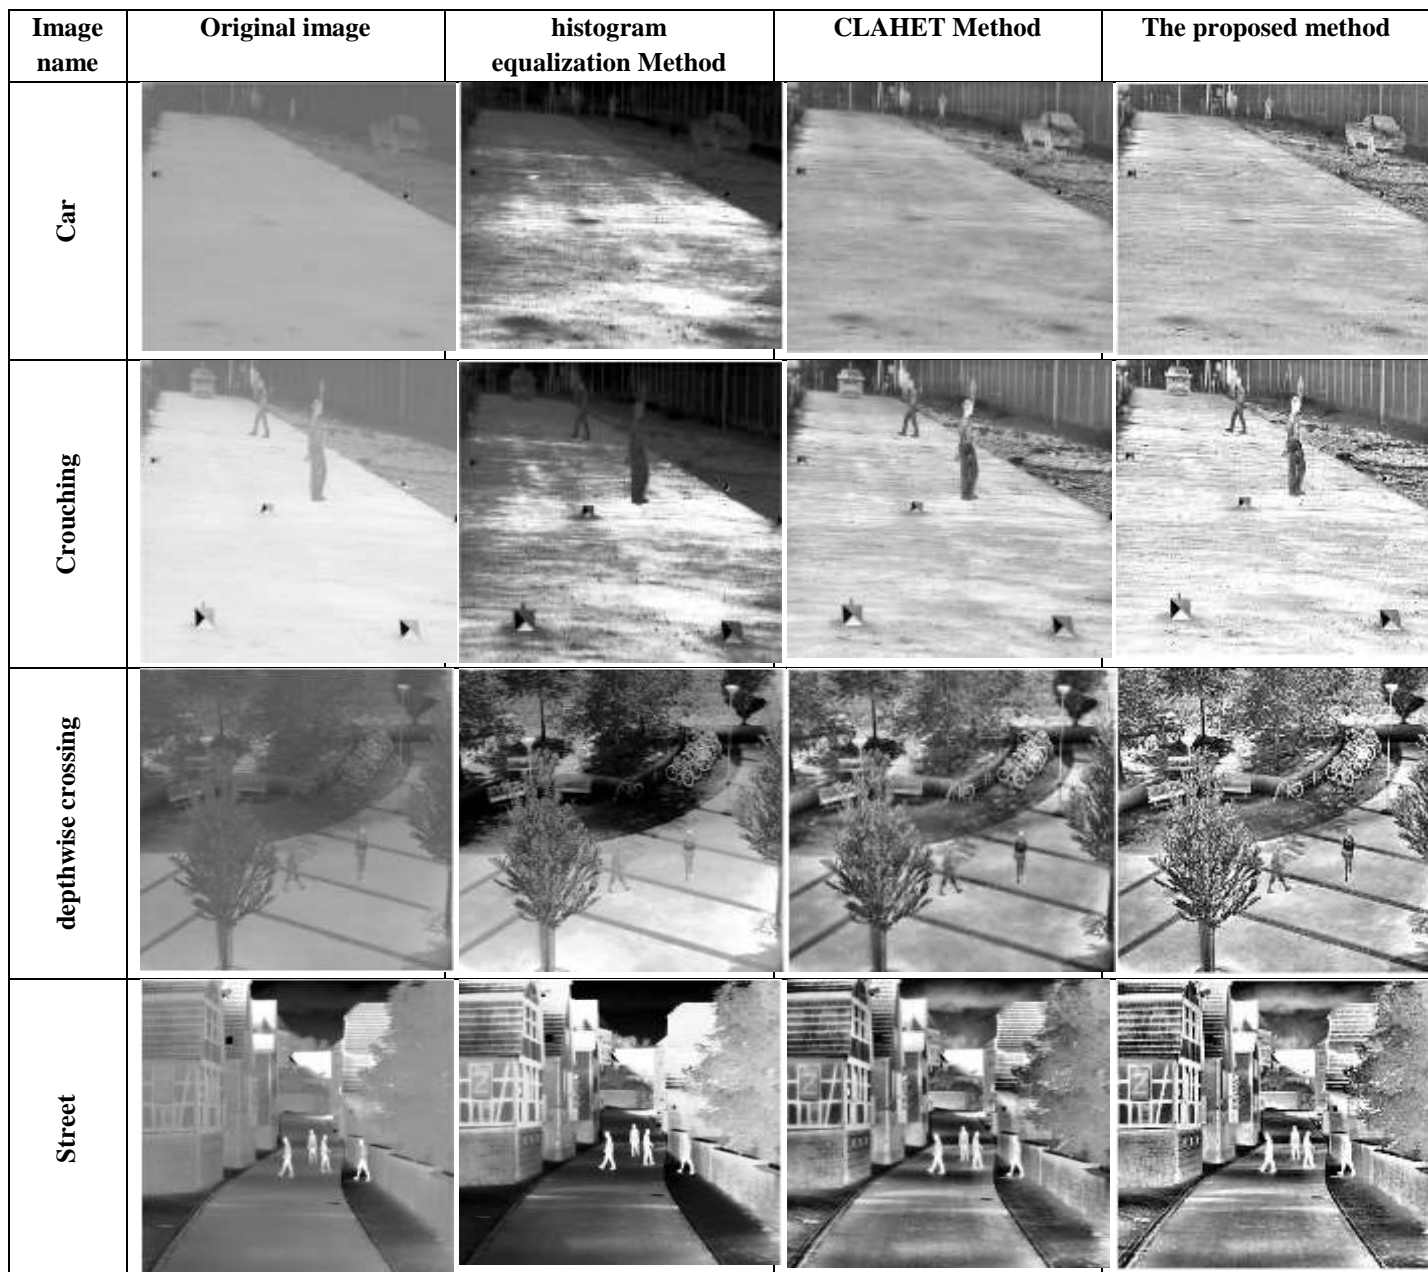 Image
name
Original image
histogram
equalization Method
CLAHET Method
The proposed method
Car
Crouching
depthwise crossing
Street